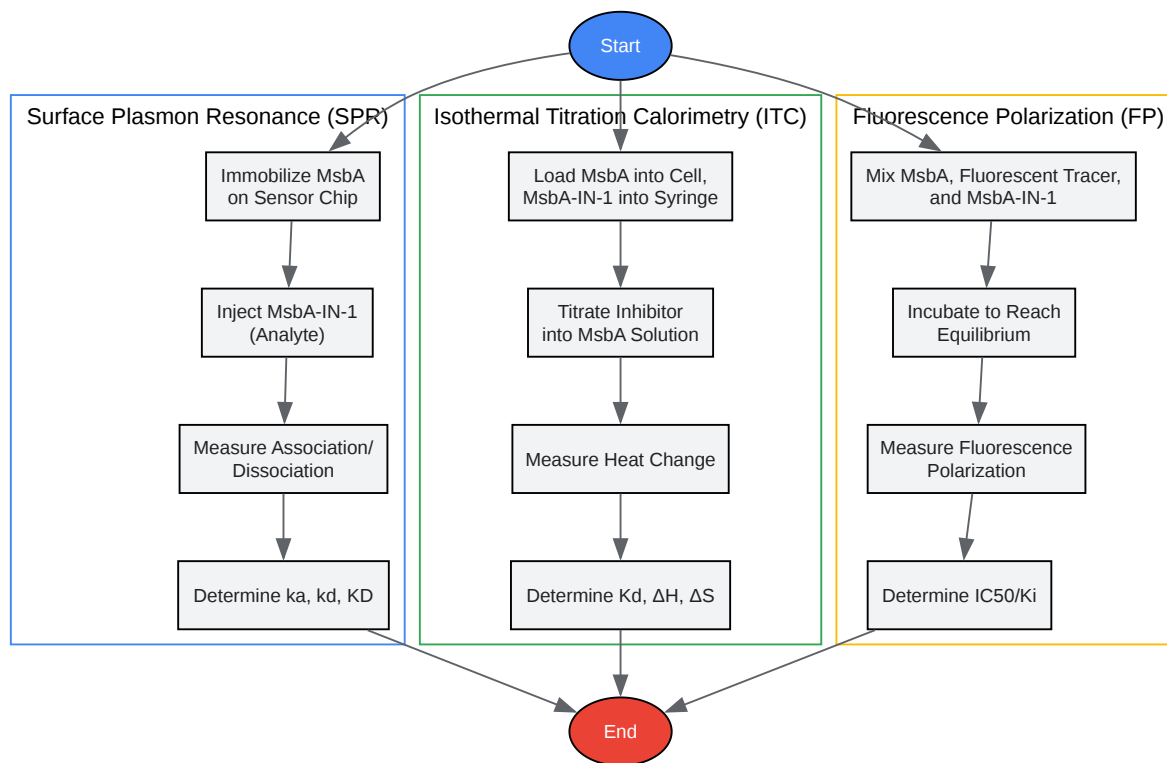 Start
Surface Plasmon Resonance (SPR)
Immobilize MsbA
on Sensor Chip
Inject MsbA-IN-1
(Analyte)
Measure Association/
Dissociation
Determine ka, kd, KD
Isothermal Titration Calorimetry (ITC)
Load MsbA into Cell,
MsbA-IN-1 into Syringe
Titrate Inhibitor
into MsbA Solution
Measure Heat Change
Determine Kd, ΔH, ΔS
Fluorescence Polarization (FP)
Mix MsbA, Fluorescent Tracer,
and MsbA-IN-1
Incubate to Reach
Equilibrium
Measure Fluorescence
Polarization
Determine IC50/Ki
End